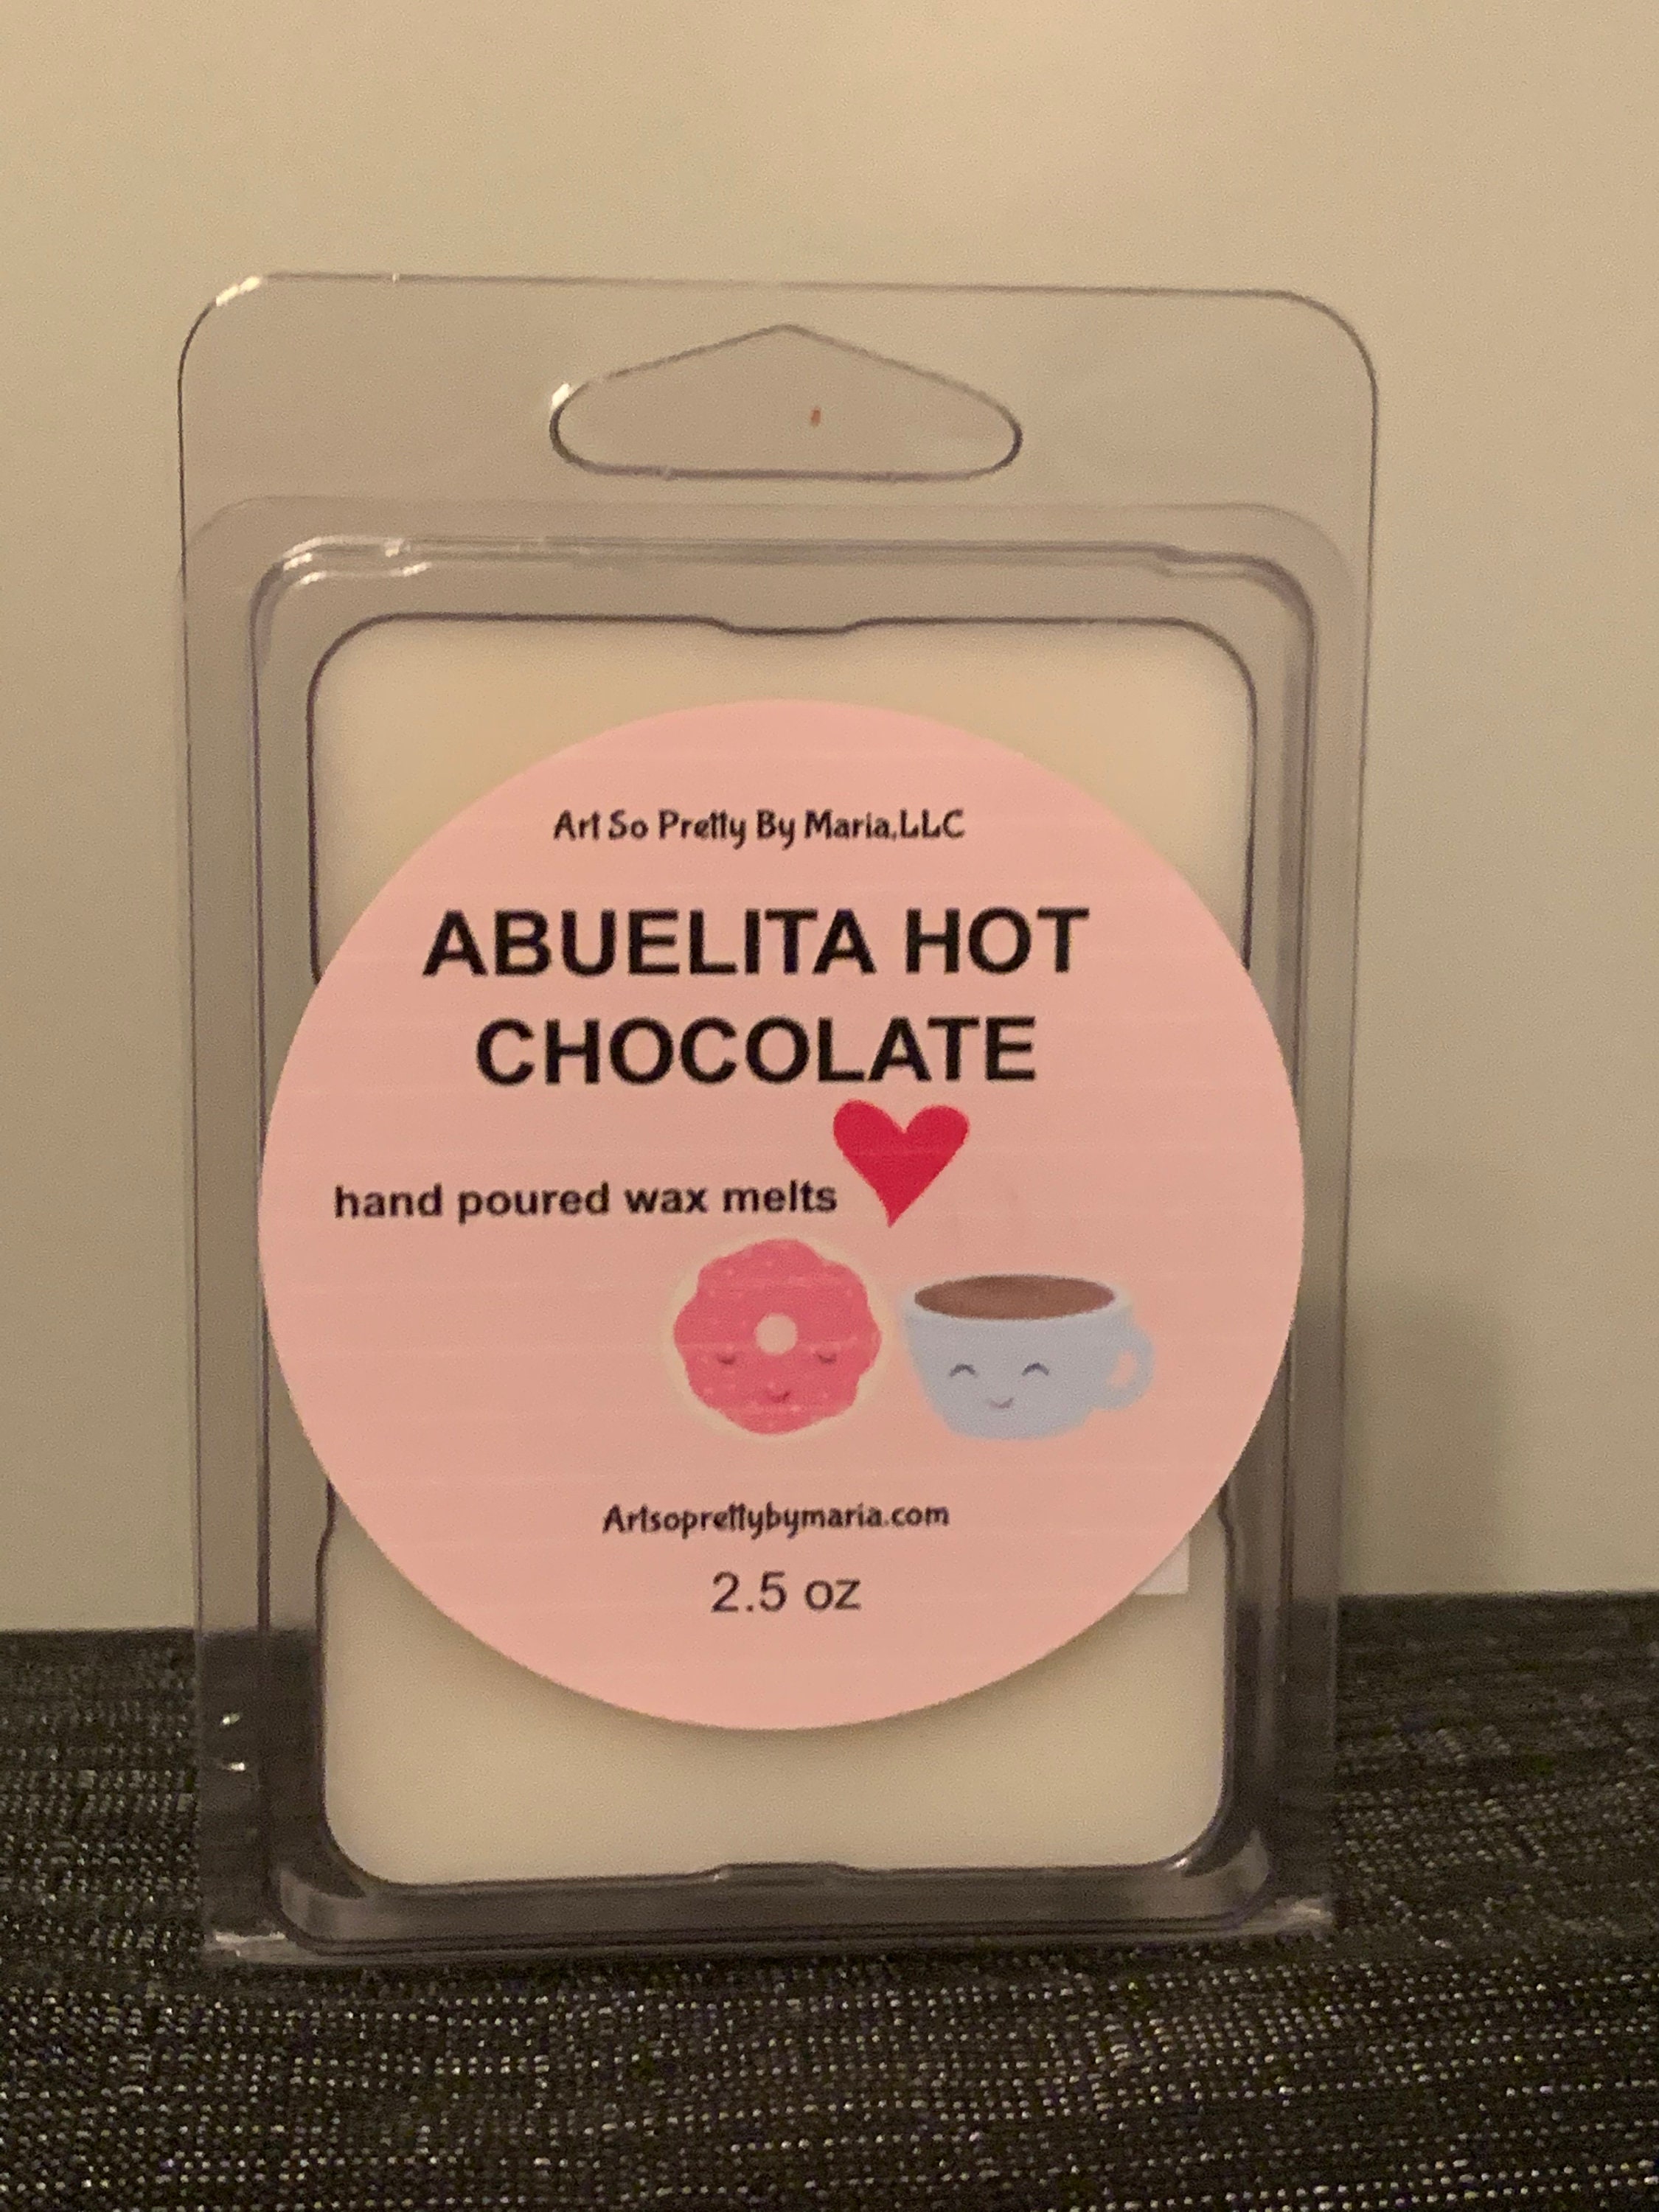 Art So Pretty By Maria,LLC
ABUELITA HOT
CHOCOLATE
hand poured wax melts
Artsoprettybymaria.com
2.5 oz